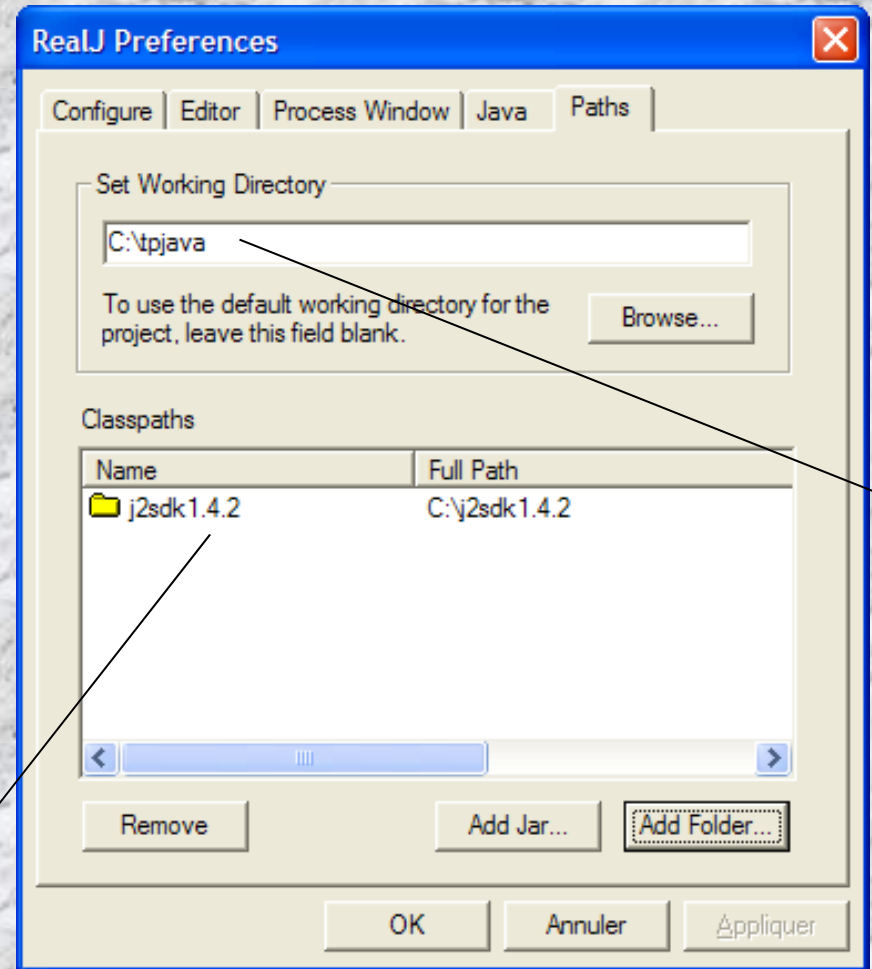 RealJ Preferences
Configure Editor Process Window Java Paths
Set Working Directory
C:\tpjava
To use the default working directory for the
project, leave this field blank.
Browse...
Classpaths
Name Full Path
j2sdk1.4.2 C:\j2sdk1.4.2
Remove Add Jar... Add Folder...
OK Annuler Appliquer